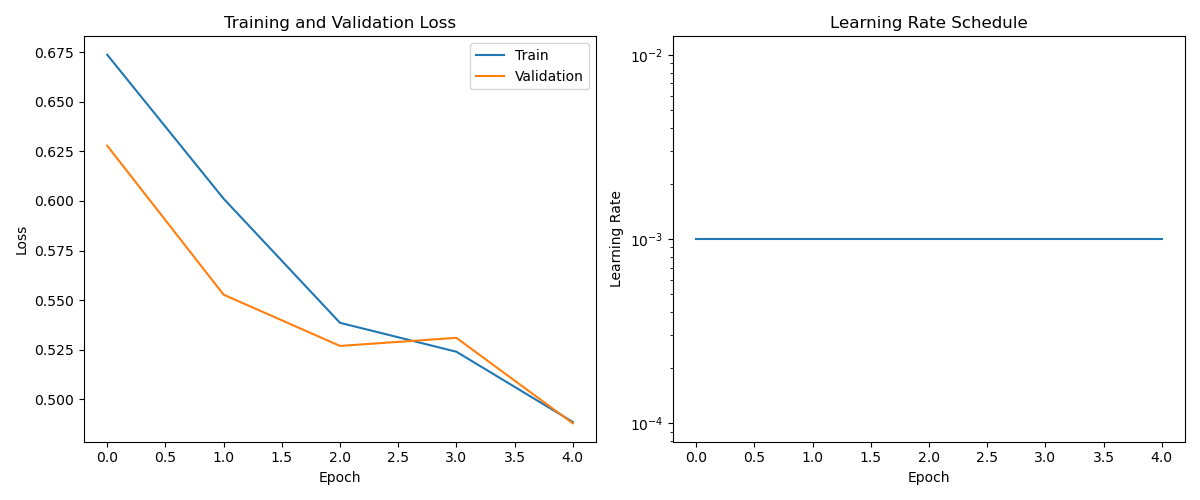 Training and Validation Loss
Train
Validation
0.675
0.650
0.625
0.600
0.575
0.550
0.525
0.500
Loss
0.0 0.5 1.0 1.5 2.0 2.5 3.0 3.5 4.0
Epoch
Learning Rate Schedule
10⁻²
10⁻³
10⁻⁴
Learning Rate
0.0 0.5 1.0 1.5 2.0 2.5 3.0 3.5 4.0
Epoch